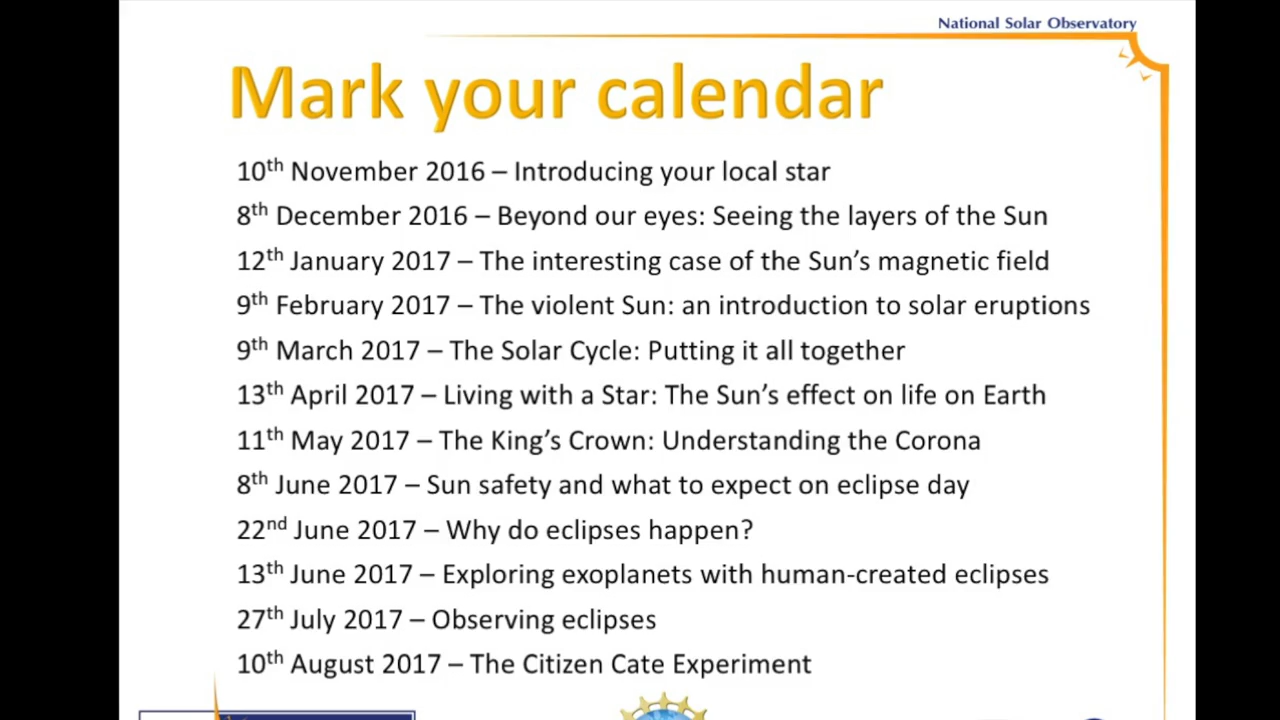 National Solar Observatory
Mark your calendar
10th November 2016 – Introducing your local star
8th December 2016 – Beyond our eyes: Seeing the layers of the Sun
12th January 2017 – The interesting case of the Sun’s magnetic field
9th February 2017 – The violent Sun: an introduction to solar eruptions
9th March 2017 – The Solar Cycle: Putting it all together
13th April 2017 – Living with a Star: The Sun’s effect on life on Earth
11th May 2017 – The King’s Crown: Understanding the Corona
8th June 2017 – Sun safety and what to expect on eclipse day
22nd June 2017 – Why do eclipses happen?
13th June 2017 – Exploring exoplanets with human-created eclipses
27th July 2017 – Observing eclipses
10th August 2017 – The Citizen Cate Experiment